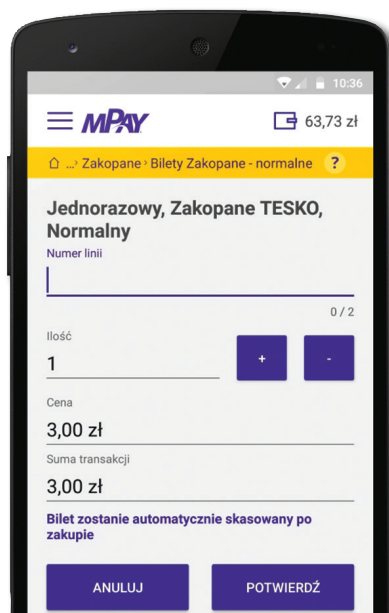 10:36
mPAY
63,73 zł
...› Zakopane › Bilety Zakopane - normalne ?
Jednorazowy, Zakopane TESKO,
Normalny
Numer linii
0 / 2
Ilość
1
+ -
Cena
3,00 zł
Suma transakcji
3,00 zł
Bilet zostanie automatycznie skasowany po
zakupie
ANULUJ POTWIERDŹ